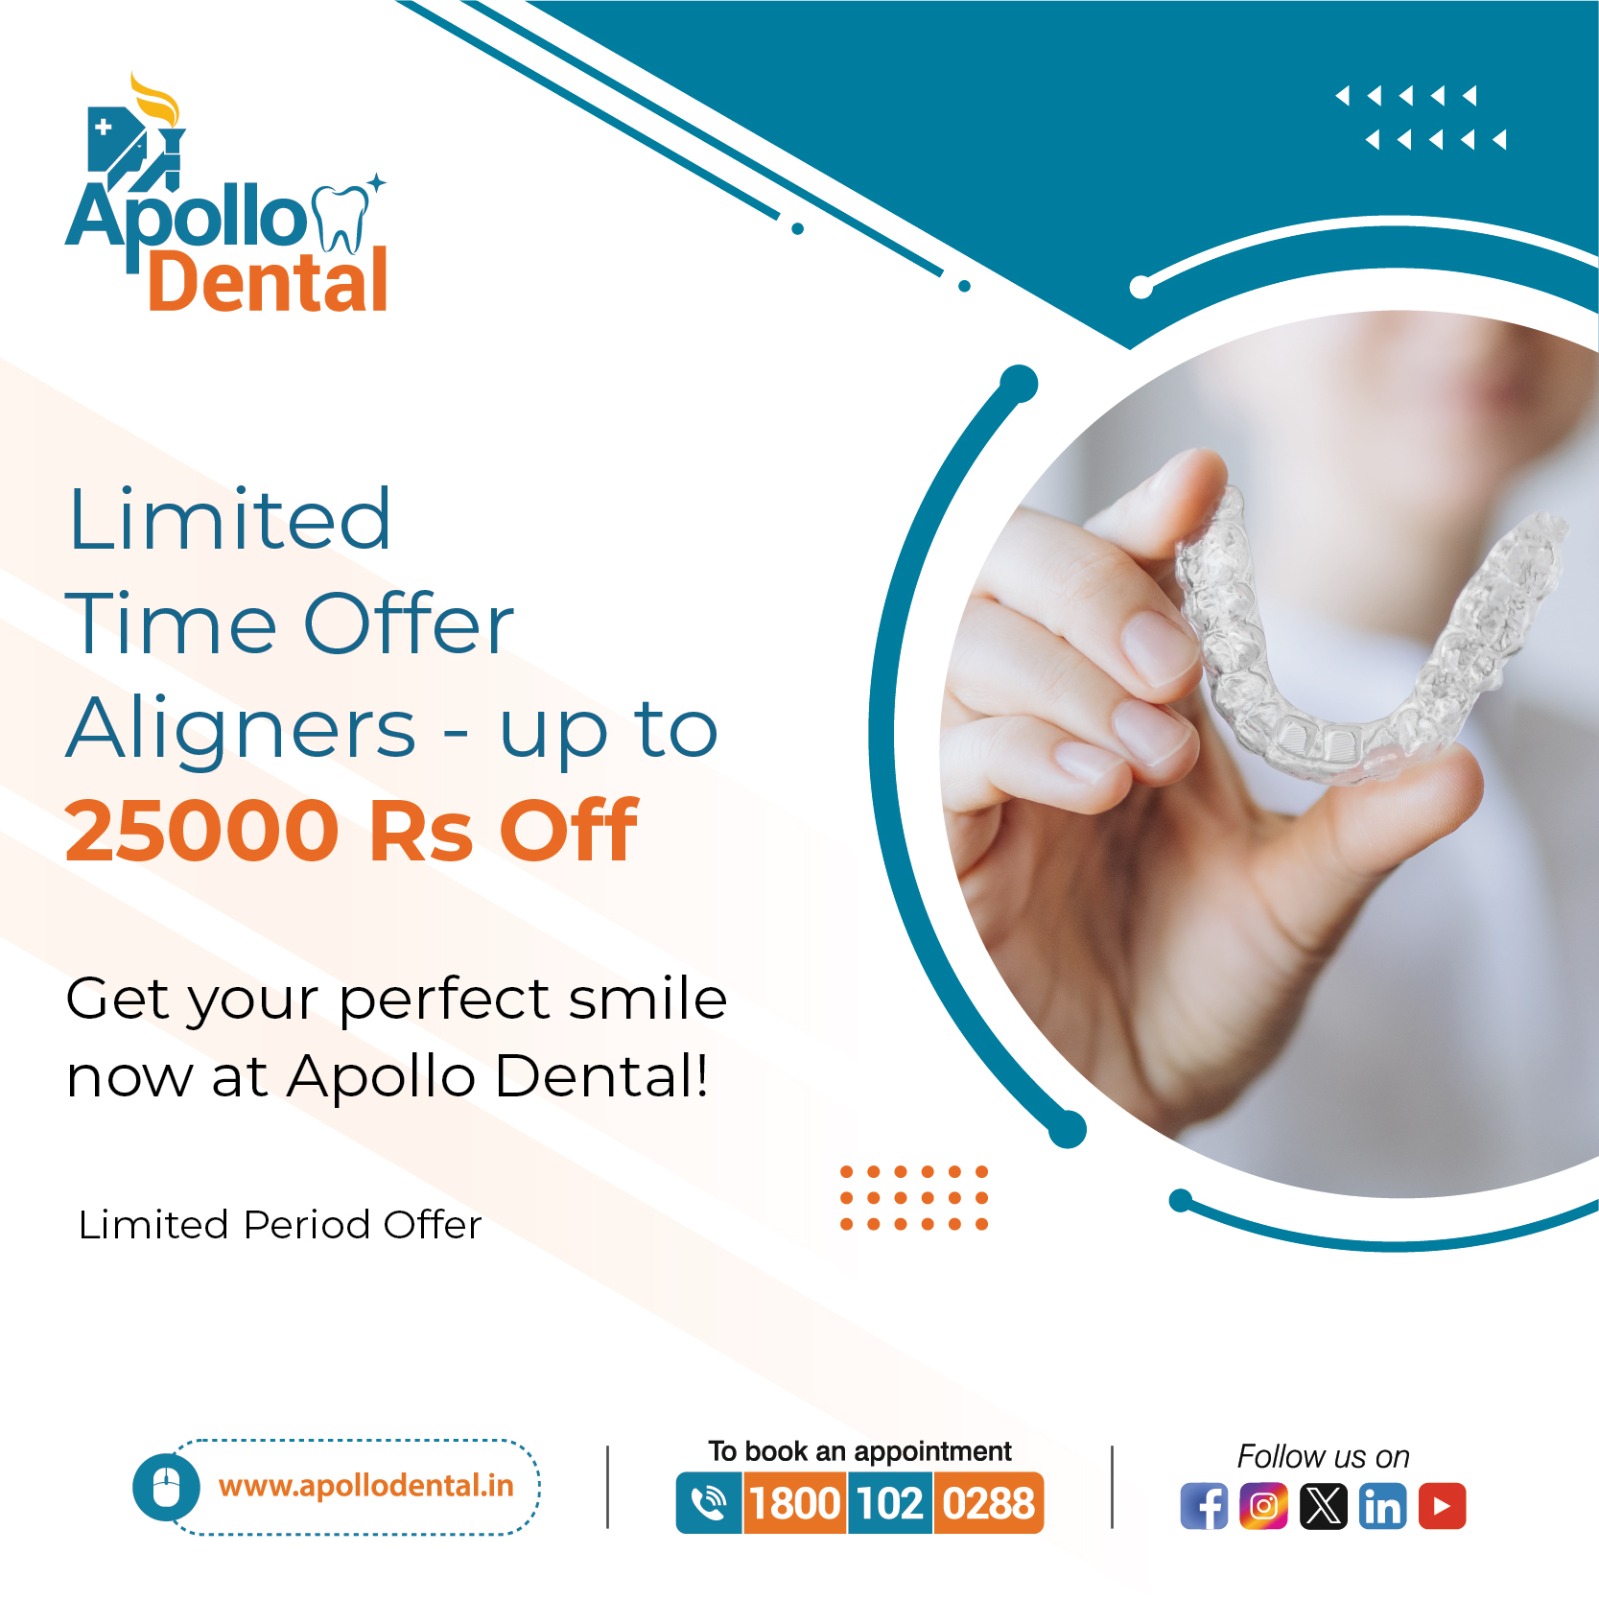 Apollo
Dental
Limited
Time Offer
Aligners - up to
25000 Rs Off
Get your perfect smile
now at Apollo Dental!
Limited Period Offer
www.apollodental.in
To book an appointment
1800 102 0288
Follow us on